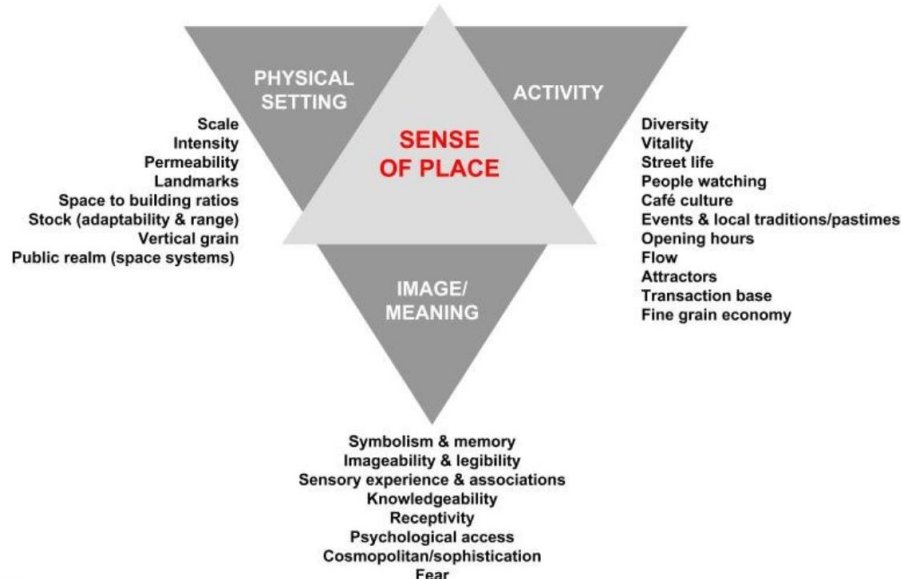 PHYSICAL
SETTING
ACTIVITY
SENSE
OF PLACE
Scale
Intensity
Permeability
Landmarks
Space to building ratios
Stock (adaptability & range)
Vertical grain
Public realm (space systems)
Diversity
Vitality
Street life
People watching
Café culture
Events & local traditions/pastimes
Opening hours
Flow
Attractors
Transaction base
Fine grain economy
IMAGE/
MEANING
Symbolism & memory
Imageability & legibility
Sensory experience & associations
Knowledgeability
Receptivity
Psychological access
Cosmopolitan/sophistication
Fear